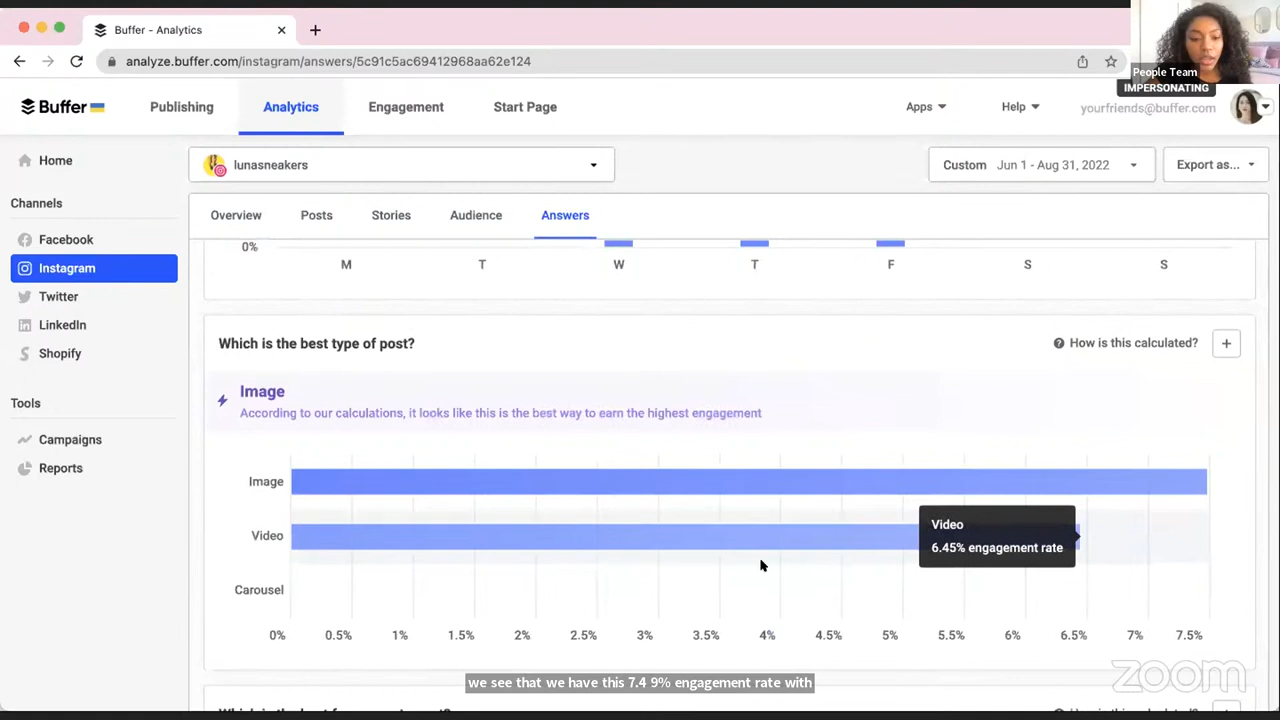 Buffer - Analytics
analyze.buffer.com/instagram/answers/5c91c5ac69412968aa62e124
People Team
IMPERSONATING
Buffer
Publishing
Analytics
Engagement
Start Page
Apps
Help
yourfriends@buffer.com
Home
lunasneakers
Custom Jun 1 - Aug 31, 2022
Export as...
Channels
Overview
Posts
Stories
Audience
Answers
Facebook
Instagram
Twitter
LinkedIn
Shopify
Tools
Campaigns
Reports
0%
M T W T F S S
Which is the best type of post?
How is this calculated?
Image
According to our calculations, it looks like this is the best way to earn the highest engagement
Image
Video
Carousel
Video
6.45% engagement rate
0% 0.5% 1% 1.5% 2% 2.5% 3% 3.5% 4% 4.5% 5% 5.5% 6% 6.5% 7% 7.5%
we see that we have this 7.4 9% engagement rate with
zoom